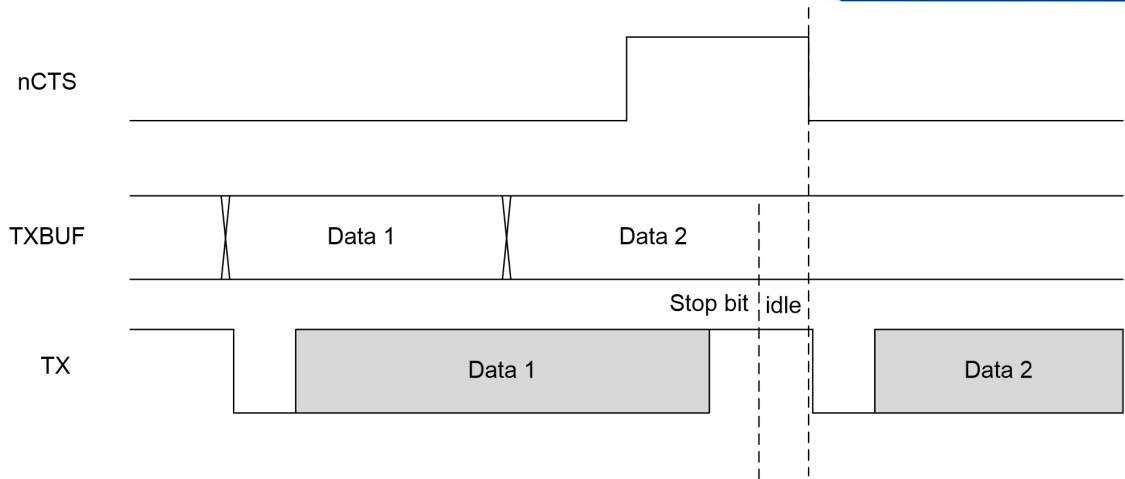 nCTS
TXBUF
Data 1
Data 2
Stop bit
idle
TX
Data 1
Data 2